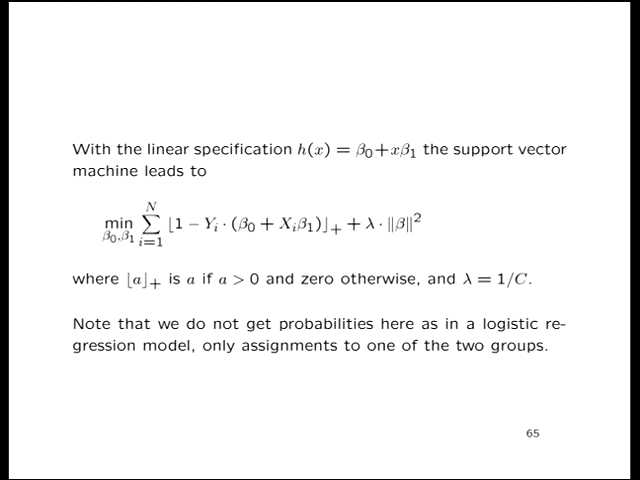 With the linear specification h(x) = β₀+xβ₁ the support vector
machine leads to
min_{β₀,β₁} ∑_{i=1}^{N} ⌊1 − Yᵢ · (β₀ + Xᵢβ₁)⌋₊ + λ · ‖β‖²
where ⌊a⌋₊ is a if a > 0 and zero otherwise, and λ = 1/C.
Note that we do not get probabilities here as in a logistic re-
gression model, only assignments to one of the two groups.
65